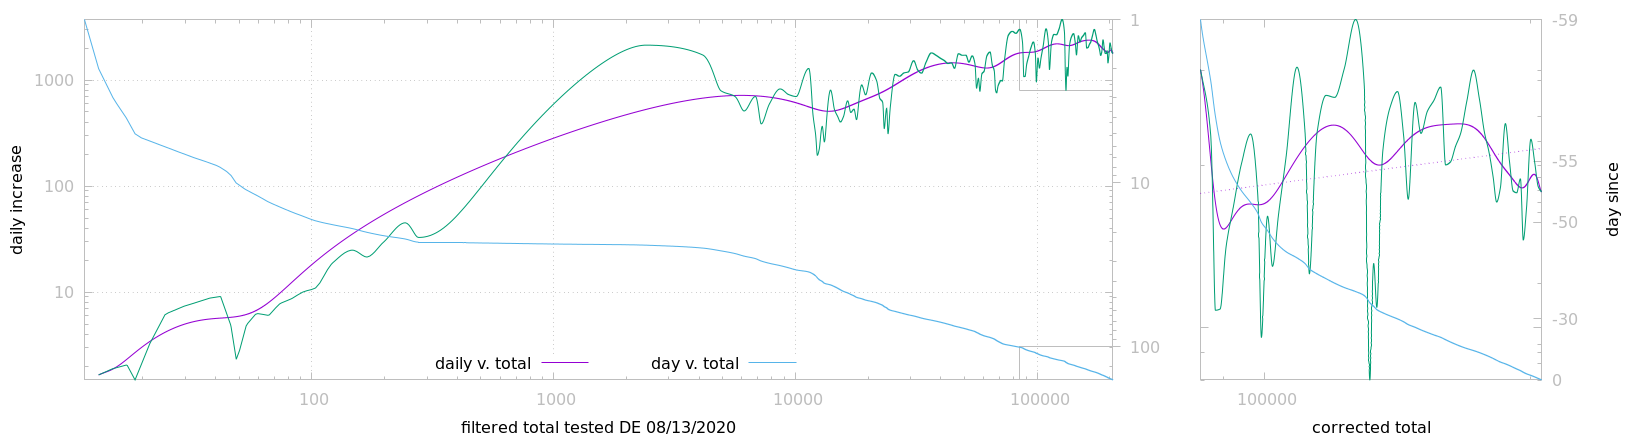 1000
100
10
daily increase
daily v. total
day v. total
1
10
100
100
1000
10000
100000
filtered total tested DE 08/13/2020
-59
-55
-50
-30
0
day since
100000
corrected total